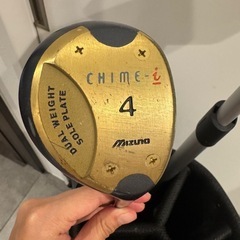 CHIME-i
4
MIZUNO
DUAL WEIGHT
SOLE PLATE